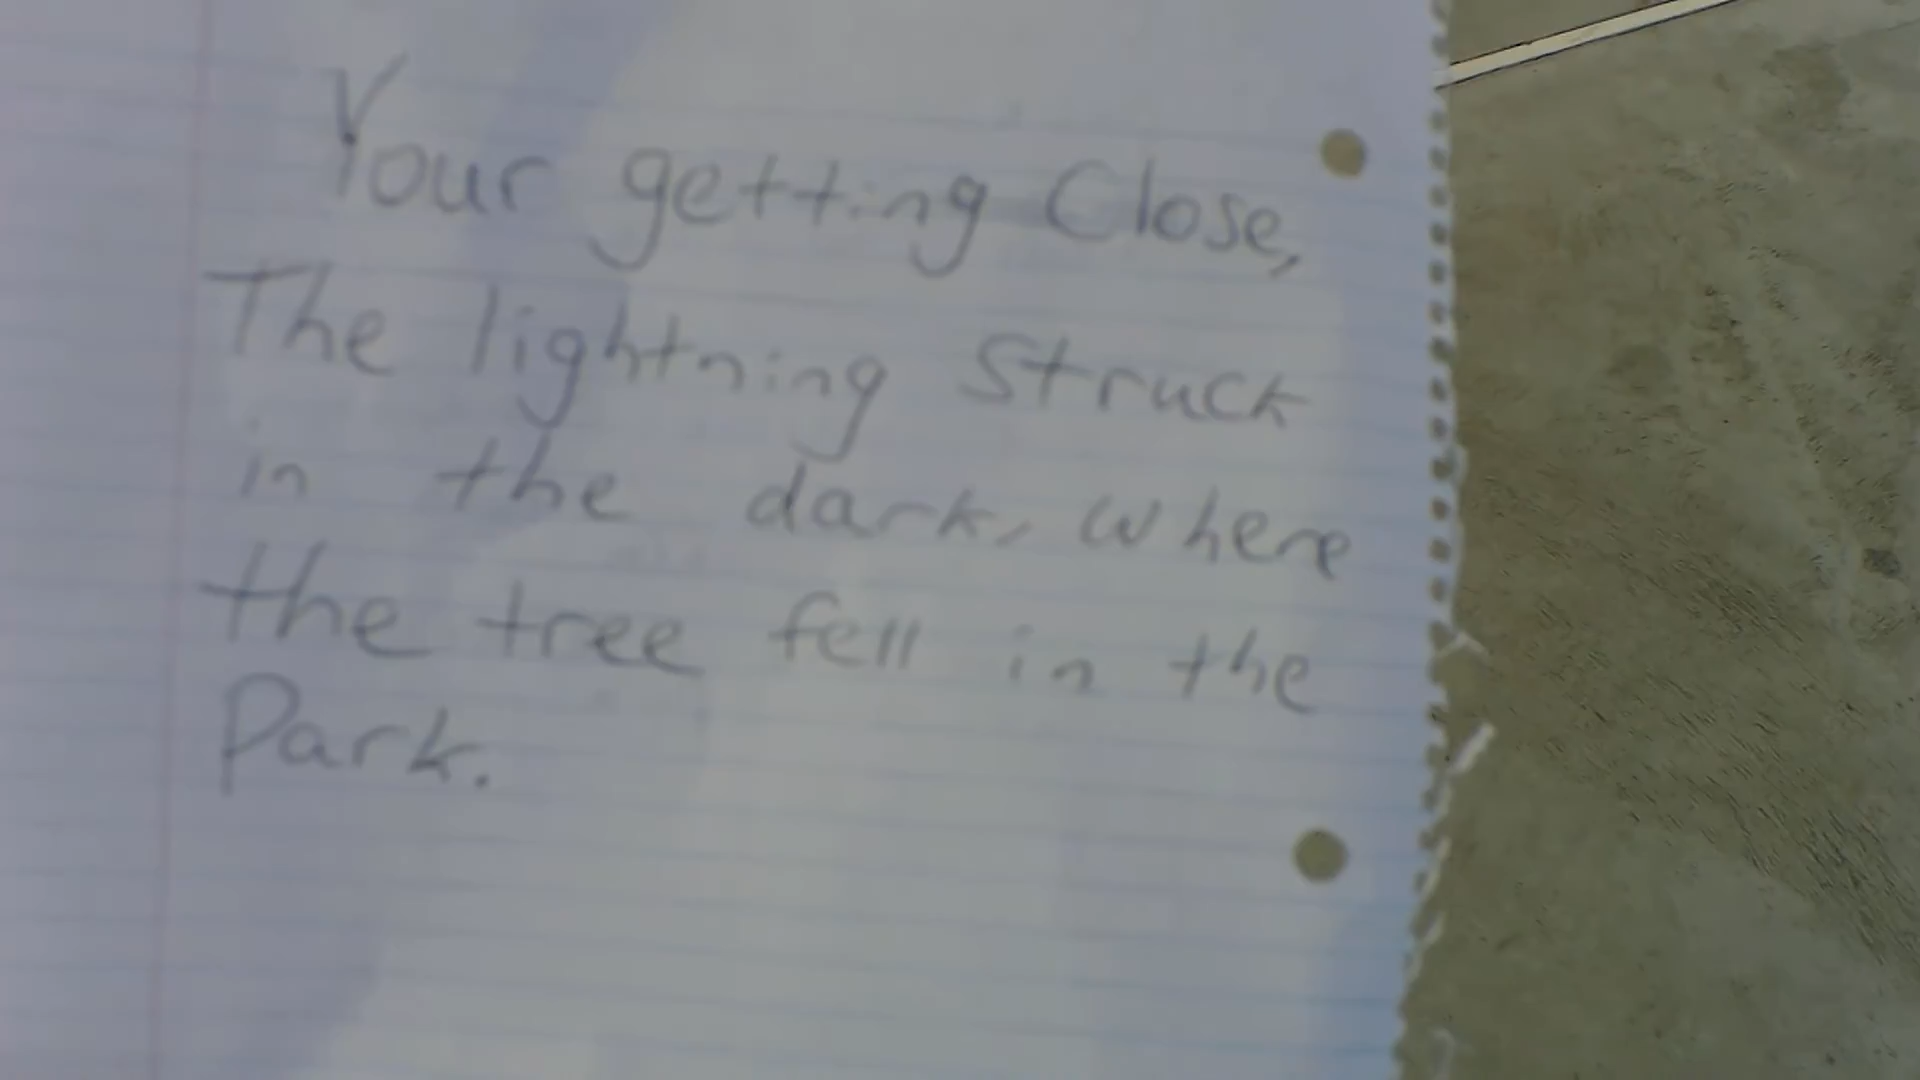 Your getting Close,
The lightning Struck
in the dark, where
the tree fell in the
Park.